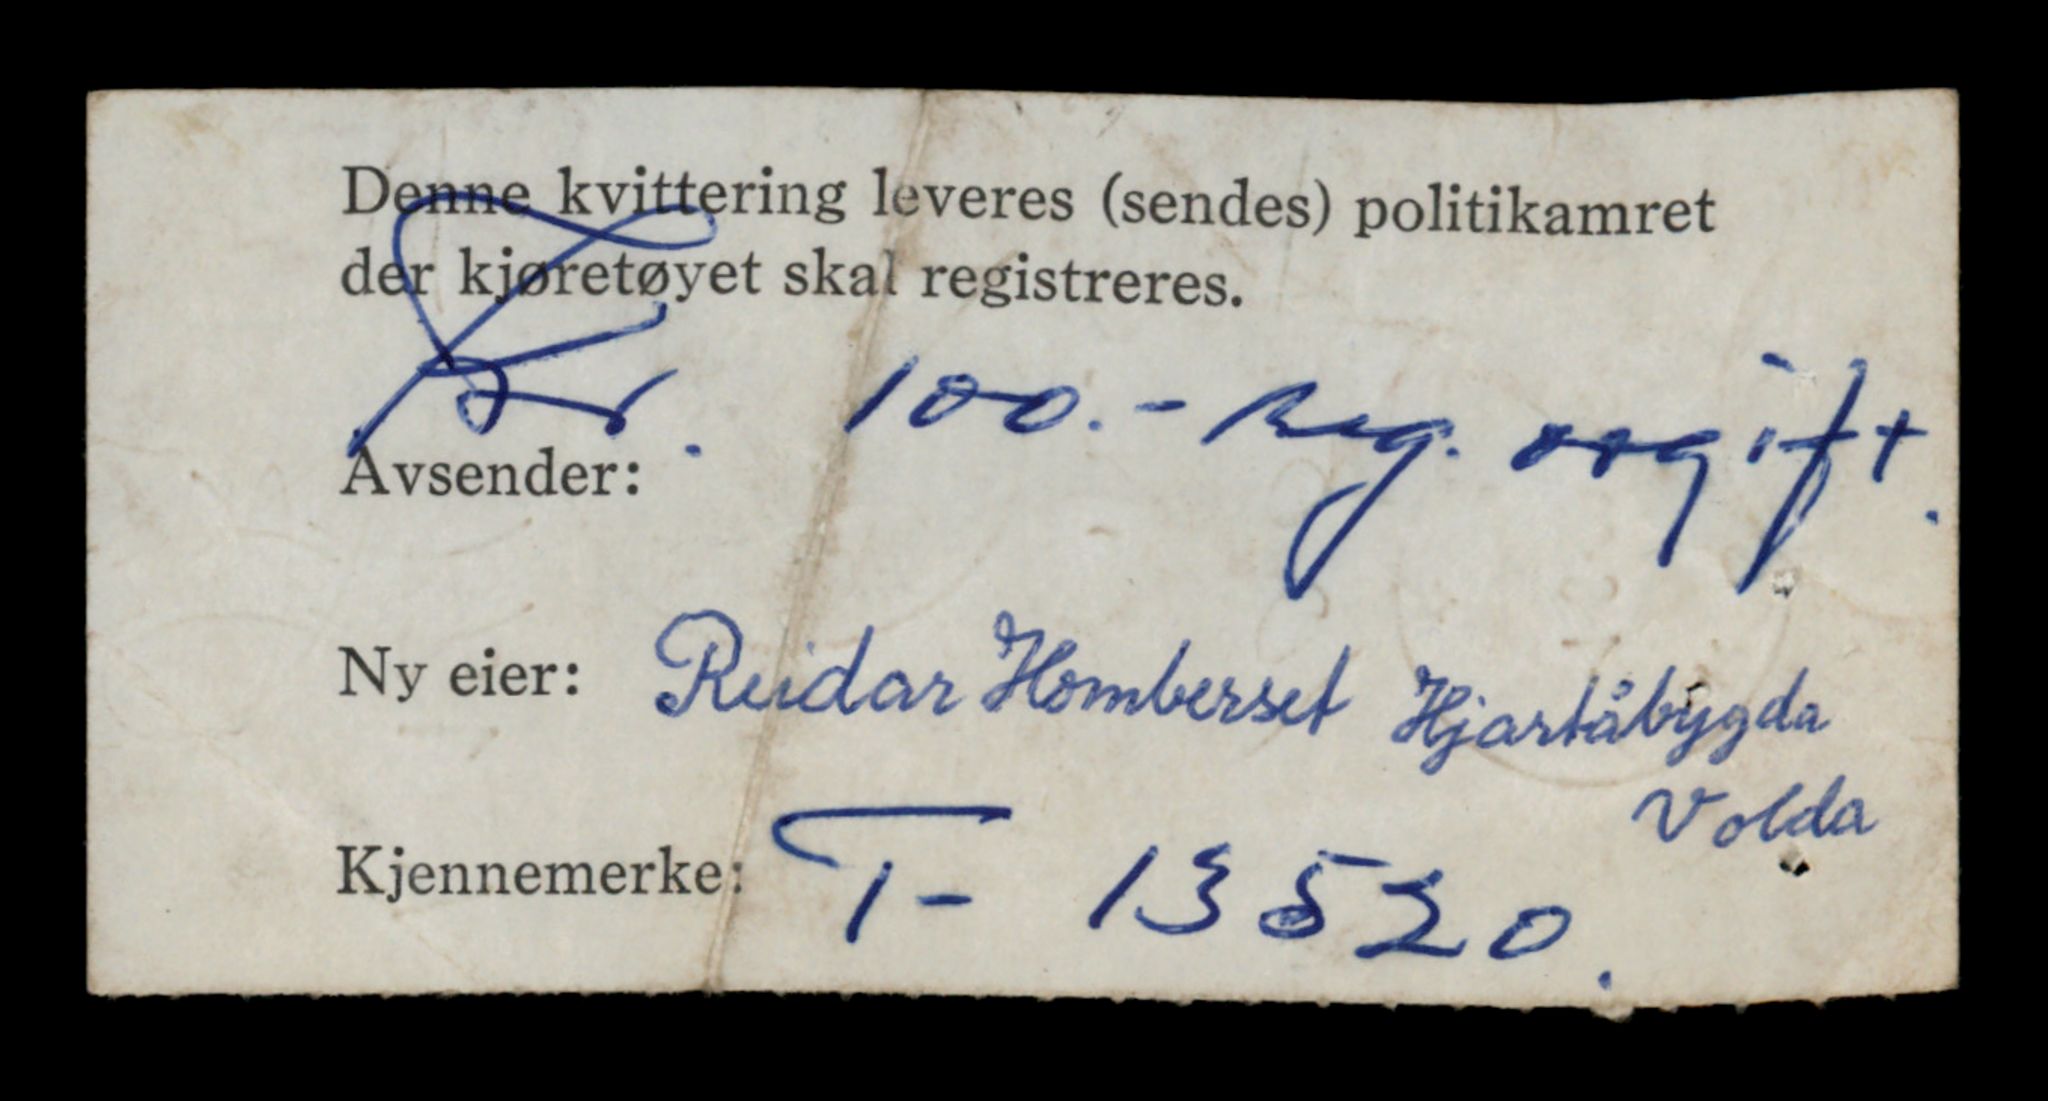 Denne kvittering leveres (sendes) politikamret
der kjøretøyet skal registreres.
Kr. 100.- reg. avgift.
Avsender:
Ny eier: Reidar Homberset Hjartåbygda
Volda
Kjennemerke: T- 13520.